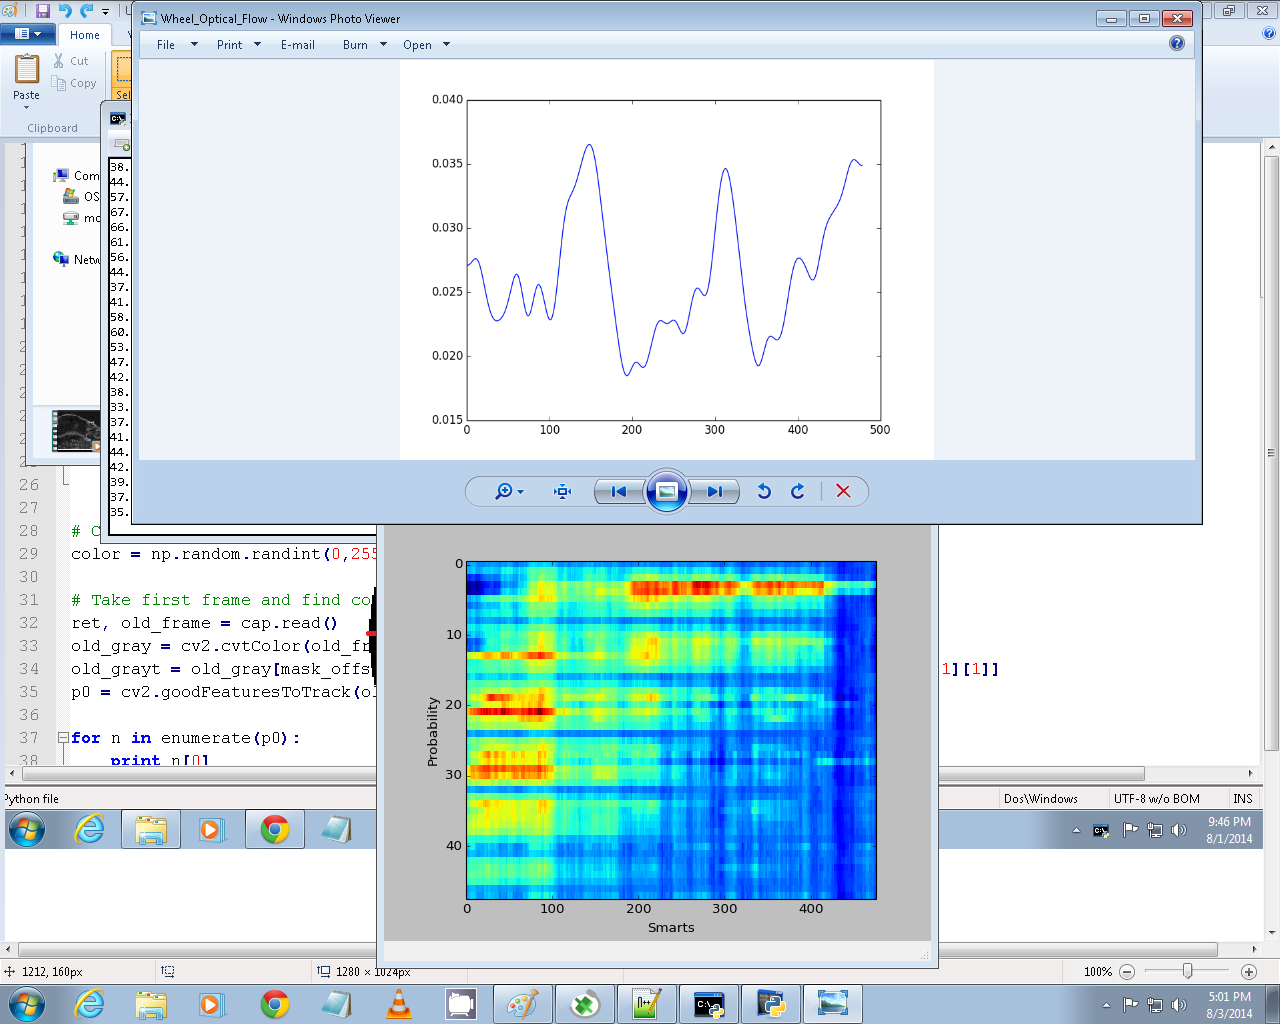 Wheel_Optical_Flow - Windows Photo Viewer
File Print E-mail Burn Open
Home
Cut
Copy
Paste
Sel
Clipboard
Com
OS
mo
Netw
38.
44.
57.
67.
66.
61.
56.
44.
37.
41.
58.
60.
53.
47.
42.
38.
33.
37.
41.
44.
42.
39.
37.
35.
0.040
0.035
0.030
0.025
0.020
0.015
0 100 200 300 400 500
26
27
28 # C
29 color = np.random.randint(0,255
30
31 # Take first frame and find co
32 ret, old_frame = cap.read()
33 old_gray = cv2.cvtColor(old_fr
34 old_grayt = old_gray[mask_offs 1][1]]
35 p0 = cv2.goodFeaturesToTrack(ol
36
37 for n in enumerate(p0):
38 print n[0]
0
10
20
30
40
Probability
0 100 200 300 400
Smarts
Python file Dos\Windows UTF-8 w/o BOM INS
9:46 PM
8/1/2014
1212, 160px 1280 × 1024px 100%
5:01 PM
8/3/2014